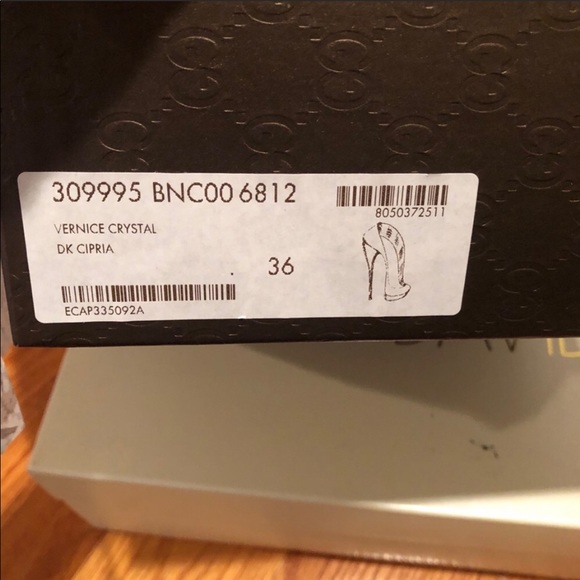 309995 BNC00 6812
8050372511
VERNICE CRYSTAL
DK CIPRIA
36
ECAP335092A